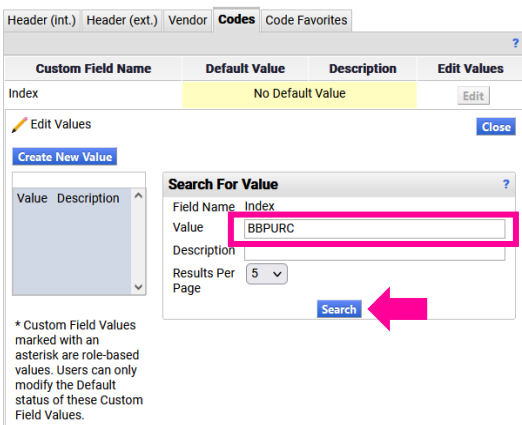 Header (int.) Header (ext.) Vendor Codes Code Favorites
?
Custom Field Name Default Value Description Edit Values
Index No Default Value Edit
Edit Values Close
Create New Value
Value Description
Search For Value ?
Field Name Index
Value BBPURC
Description
Results Per
Page
5
Search
* Custom Field Values
marked with an
asterisk are role-based
values. Users can only
modify the Default
status of these Custom
Field Values.